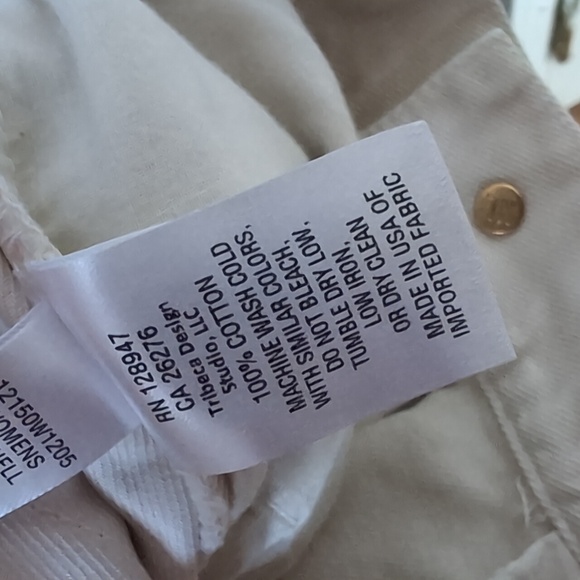 RN 128947
CA 26276
Tribeca Design
Studio, LLC
100% COTTON
MACHINE WASH COLD,
WITH SIMILAR COLORS,
DO NOT BLEACH,
TUMBLE DRY LOW,
LOW IRON,
OR DRY CLEAN
MADE IN USA OF
IMPORTED FABRIC
12150W1205